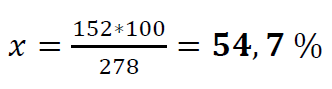 x = 152*100 / 278 = 54,7 %